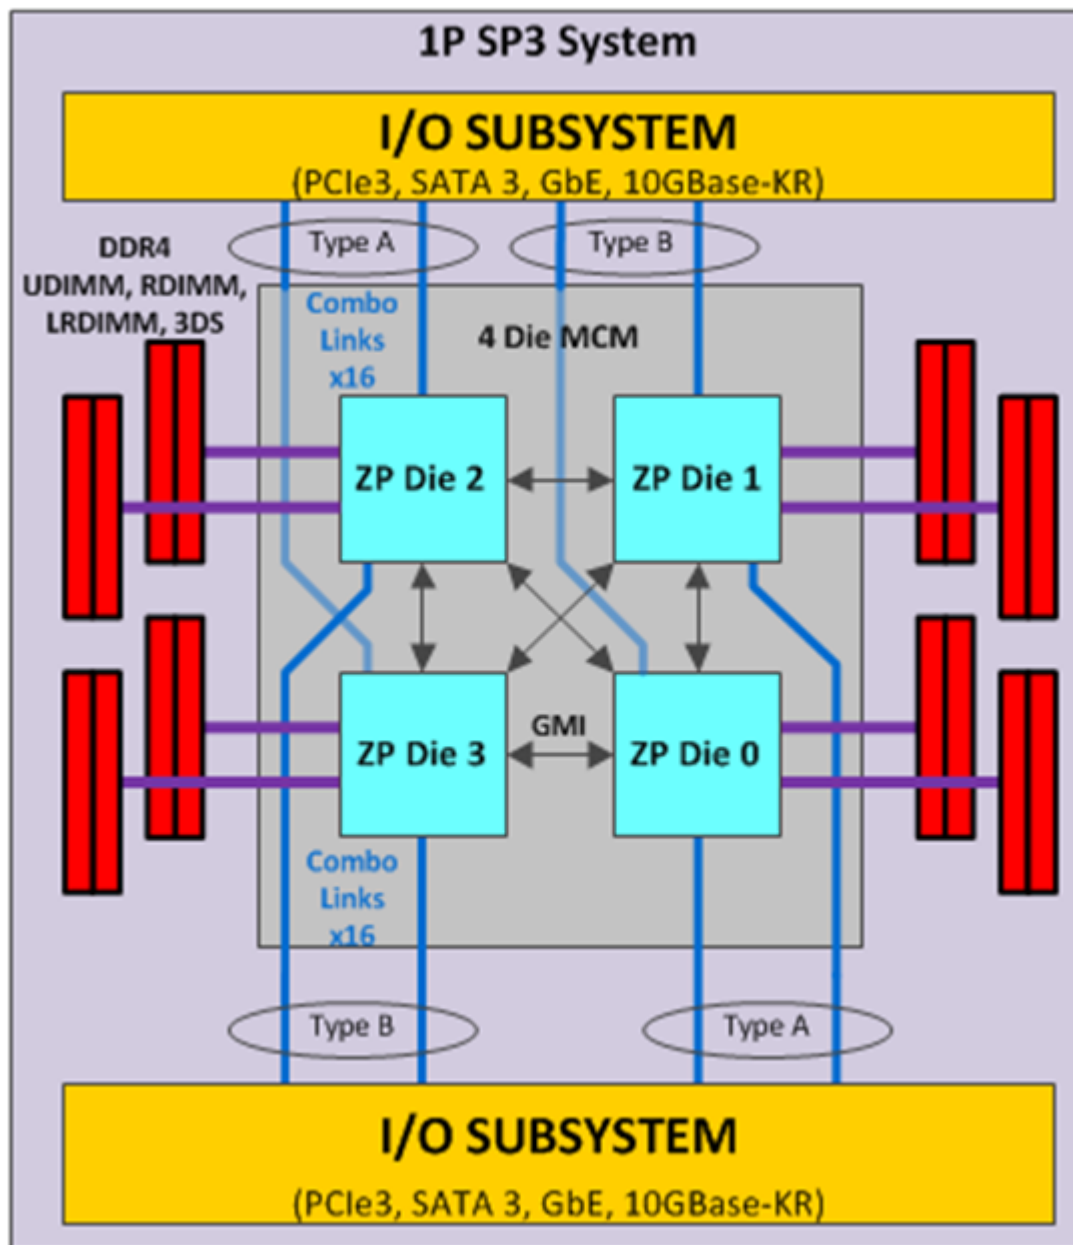 1P SP3 System
I/O SUBSYSTEM
(PCIe3, SATA 3, GbE, 10GBase-KR)
Type A
Type B
DDR4
UDIMM, RDIMM,
LRDIMM, 3DS
Combo
Links
x16
4 Die MCM
ZP Die 2
ZP Die 1
GMI
ZP Die 3
ZP Die 0
Combo
Links
x16
Type B
Type A
I/O SUBSYSTEM
(PCIe3, SATA 3, GbE, 10GBase-KR)